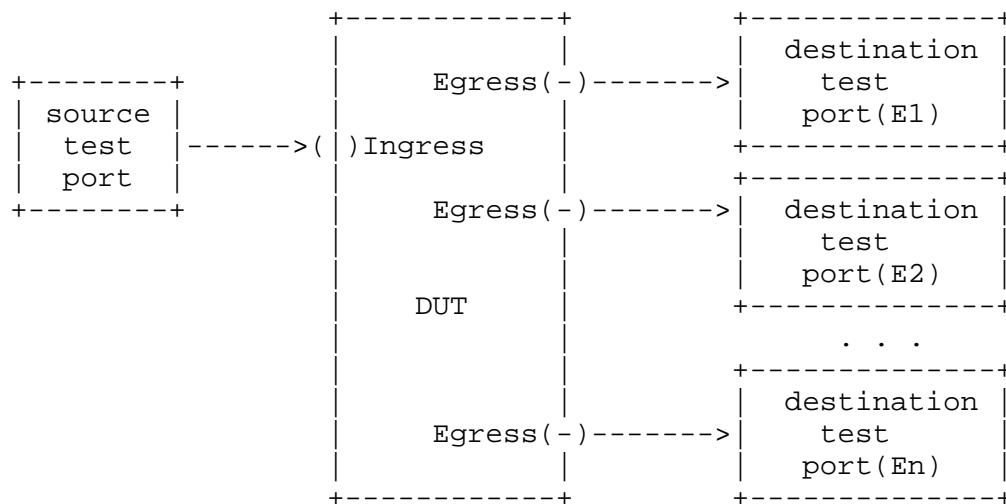 +------------+          +--------------+
                  |            |          |  destination |
+--------+        |     Egress(-)------->|     test     |
| source |        |            |          |   port(E1)   |
|  test  |------>(|)Ingress    |          +--------------+
|  port  |        |            |          +--------------+
+--------+        |     Egress(-)------->|  destination |
                  |            |          |     test     |
                  |            |          |   port(E2)   |
                  |    DUT     |          +--------------+
                  |            |               . . .
                  |            |          +--------------+
                  |            |          |  destination |
                  |     Egress(-)------->|     test     |
                  |            |          |   port(En)   |
                  +------------+          +--------------+